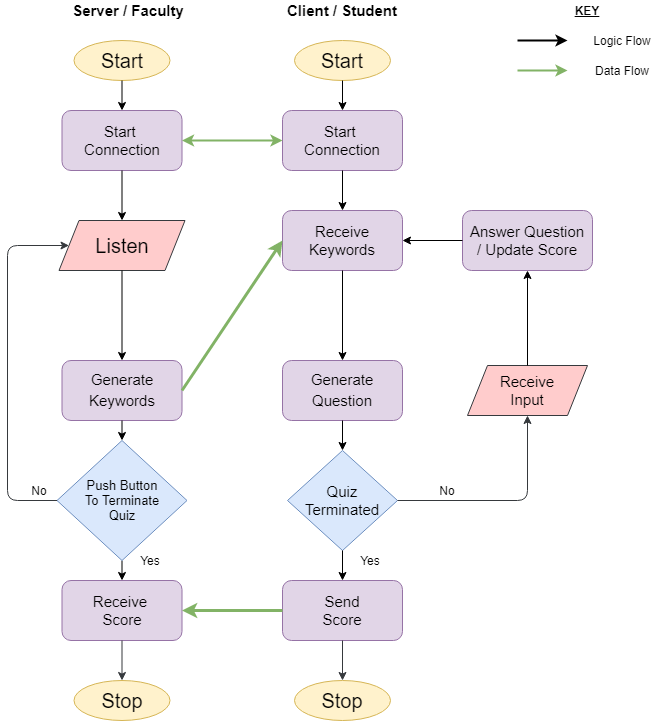 Server / Faculty
Client / Student
KEY
Logic Flow
Data Flow
Start
Start
Start
Connection
Start
Connection
Listen
Receive
Keywords
Answer Question
/ Update Score
Generate
Keywords
Generate
Question
Receive
Input
Push Button
To Terminate
Quiz
No
Yes
Quiz
Terminated
No
Yes
Receive
Score
Send
Score
Stop
Stop